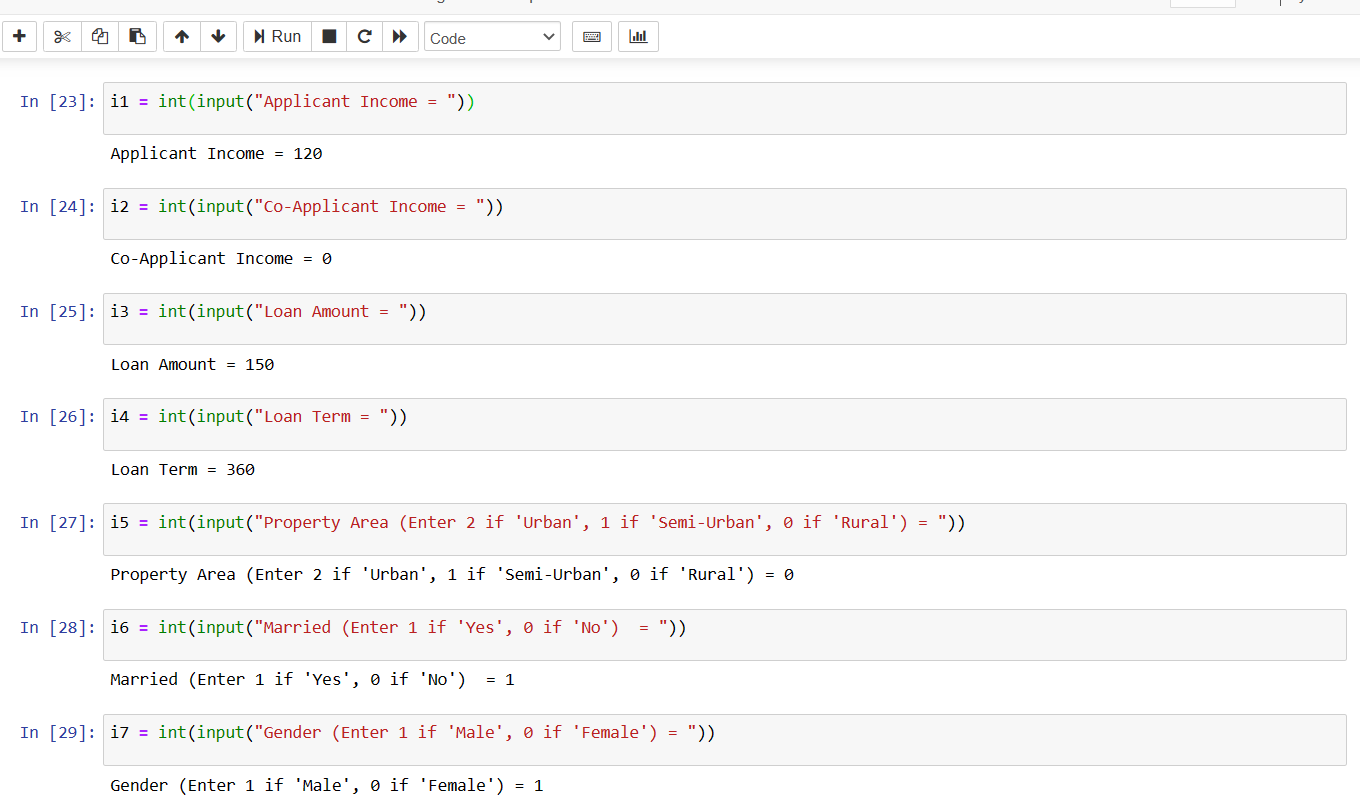 Run
Code
In [23]: i1 = int(input("Applicant Income = "))
Applicant Income = 120
In [24]: i2 = int(input("Co-Applicant Income = "))
Co-Applicant Income = 0
In [25]: i3 = int(input("Loan Amount = "))
Loan Amount = 150
In [26]: i4 = int(input("Loan Term = "))
Loan Term = 360
In [27]: i5 = int(input("Property Area (Enter 2 if 'Urban', 1 if 'Semi-Urban', 0 if 'Rural') = "))
Property Area (Enter 2 if 'Urban', 1 if 'Semi-Urban', 0 if 'Rural') = 0
In [28]: i6 = int(input("Married (Enter 1 if 'Yes', 0 if 'No')  = "))
Married (Enter 1 if 'Yes', 0 if 'No')  = 1
In [29]: i7 = int(input("Gender (Enter 1 if 'Male', 0 if 'Female') = "))
Gender (Enter 1 if 'Male', 0 if 'Female') = 1